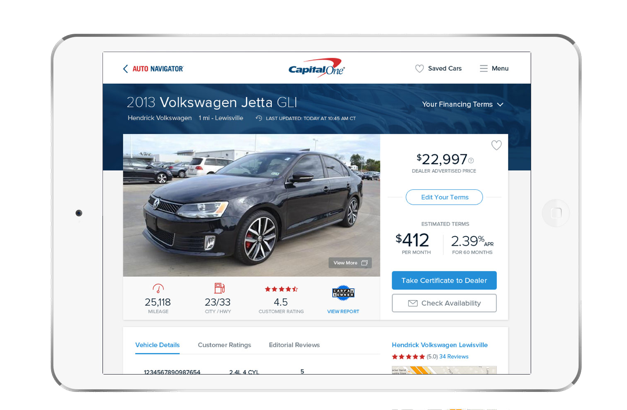 AUTO NAVIGATOR
Capital One
Saved Cars
Menu
2013 Volkswagen Jetta GLI
Your Financing Terms
Hendrick Volkswagen 1 mi - Lewisville LAST UPDATED: TODAY AT 10:45 AM CT
$22,997
DEALER ADVERTISED PRICE
Edit Your Terms
ESTIMATED TERMS
$412
PER MONTH
2.39% APR
FOR 60 MONTHS
View More
Take Certificate to Dealer
Check Availability
25,118
MILEAGE
23/33
CITY / HWY
4.5
CUSTOMER RATING
VIEW REPORT
Vehicle Details
Customer Ratings
Editorial Reviews
Hendrick Volkswagen Lewisville
(5.0) 34 Reviews
1234567890987654
2.4L 4 CYL
5